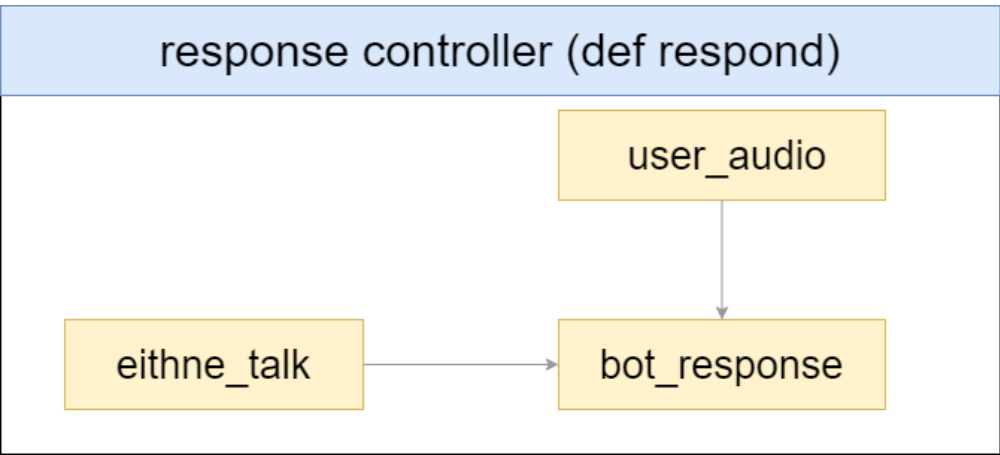 response controller (def respond)
user_audio
eithne_talk
bot_response